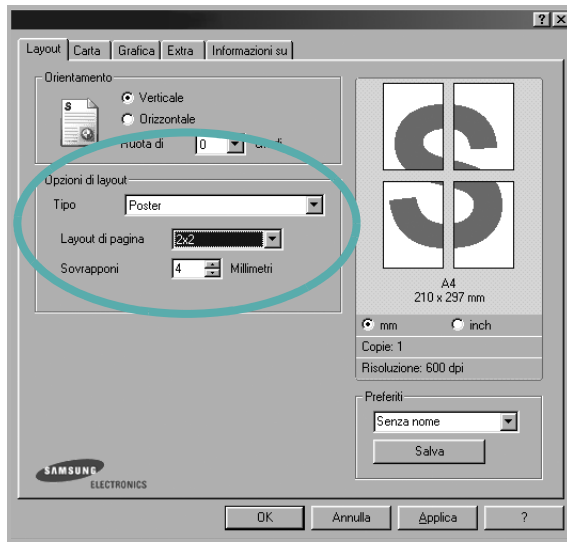 ? ×
Layout Carta Grafica Extra Informazioni su
Orientamento
S
Verticale
Orizzontale
Ruota di 0
Opzioni di layout
Tipo Poster
Layout di pagina 2x2
Sovrapponi 4 Millimetri
S
A4
210 x 297 mm
mm inch
Copie: 1
Risoluzione: 600 dpi
Preferiti
Senza nome
Salva
SAMSUNG
ELECTRONICS
OK Annulla Applica ?